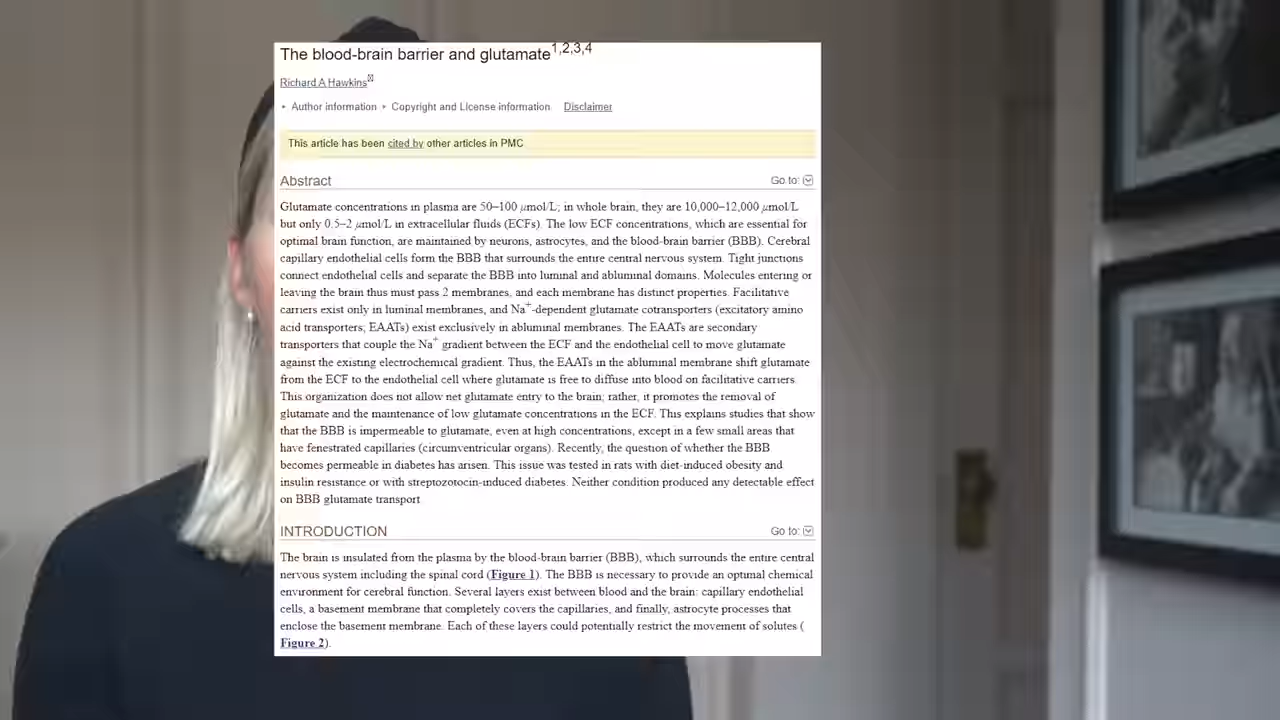 The blood-brain barrier and glutamate1,2,3,4
Richard A Hawkins
Author information Copyright and License information Disclaimer
This article has been cited by other articles in PMC
Abstract Go to:
Glutamate concentrations in plasma are 50–100 μmol/L; in whole brain, they are 10,000–12,000 μmol/L
but only 0.5–2 μmol/L in extracellular fluids (ECFs). The low ECF concentrations, which are essential for
optimal brain function, are maintained by neurons, astrocytes, and the blood-brain barrier (BBB). Cerebral
capillary endothelial cells form the BBB that surrounds the entire central nervous system. Tight junctions
connect endothelial cells and separate the BBB into luminal and abluminal domains. Molecules entering or
leaving the brain thus must pass 2 membranes, and each membrane has distinct properties. Facilitative
carriers exist only in luminal membranes, and Na+-dependent glutamate cotransporters (excitatory amino
acid transporters; EAATs) exist exclusively in abluminal membranes. The EAATs are secondary
transporters that couple the Na+ gradient between the ECF and the endothelial cell to move glutamate
against the existing electrochemical gradient. Thus, the EAATs in the abluminal membrane shift glutamate
from the ECF to the endothelial cell where glutamate is free to diffuse into blood on facilitative carriers.
This organization does not allow net glutamate entry to the brain; rather, it promotes the removal of
glutamate and the maintenance of low glutamate concentrations in the ECF. This explains studies that show
that the BBB is impermeable to glutamate, even at high concentrations, except in a few small areas that
have fenestrated capillaries (circumventricular organs). Recently, the question of whether the BBB
becomes permeable in diabetes has arisen. This issue was tested in rats with diet-induced obesity and
insulin resistance or with streptozotocin-induced diabetes. Neither condition produced any detectable effect
on BBB glutamate transport
INTRODUCTION Go to:
The brain is insulated from the plasma by the blood-brain barrier (BBB), which surrounds the entire central
nervous system including the spinal cord (Figure 1). The BBB is necessary to provide an optimal chemical
environment for cerebral function. Several layers exist between blood and the brain: capillary endothelial
cells, a basement membrane that completely covers the capillaries, and finally, astrocyte processes that
enclose the basement membrane. Each of these layers could potentially restrict the movement of solutes (
Figure 2).